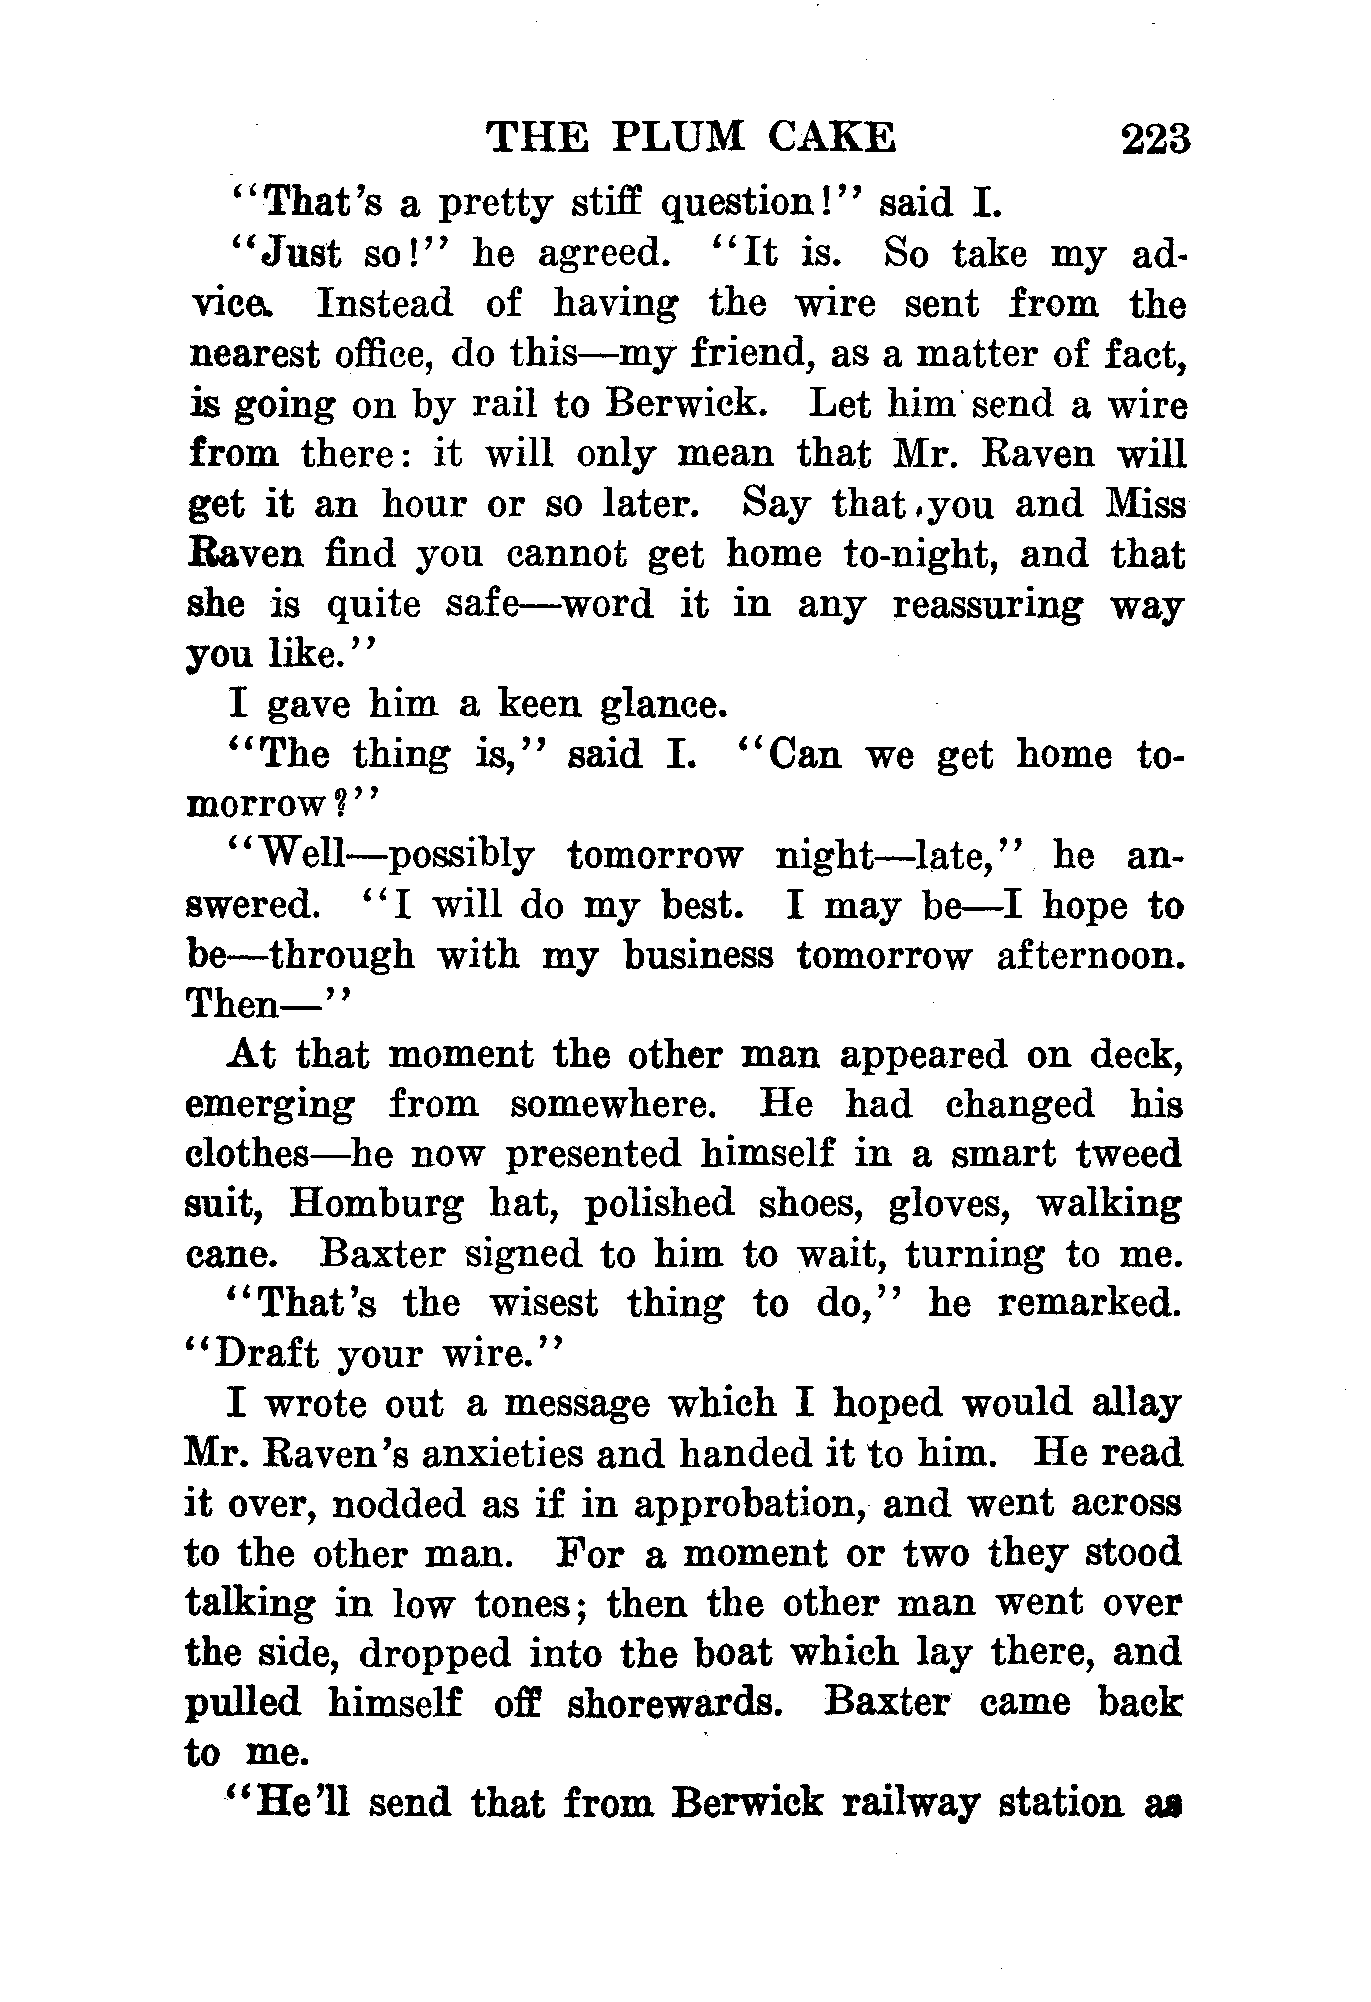 THE PLUM CAKE 223
"That's a pretty stiff question!" said I.
"Just so!" he agreed. "It is. So take my ad-
vice. Instead of having the wire sent from the
nearest office, do this—my friend, as a matter of fact,
is going on by rail to Berwick. Let him send a wire
from there: it will only mean that Mr. Raven will
get it an hour or so later. Say that you and Miss
Raven find you cannot get home to-night, and that
she is quite safe—word it in any reassuring way
you like."
I gave him a keen glance.
"The thing is," said I. "Can we get home to-
morrow?"
"Well—possibly tomorrow night—late," he an-
swered. "I will do my best. I may be—I hope to
be—through with my business tomorrow afternoon.
Then—"
At that moment the other man appeared on deck,
emerging from somewhere. He had changed his
clothes—he now presented himself in a smart tweed
suit, Homburg hat, polished shoes, gloves, walking
cane. Baxter signed to him to wait, turning to me.
"That's the wisest thing to do," he remarked.
"Draft your wire."
I wrote out a message which I hoped would allay
Mr. Raven's anxieties and handed it to him. He read
it over, nodded as if in approbation, and went across
to the other man. For a moment or two they stood
talking in low tones; then the other man went over
the side, dropped into the boat which lay there, and
pulled himself off shorewards. Baxter came back
to me.
"He'll send that from Berwick railway station as